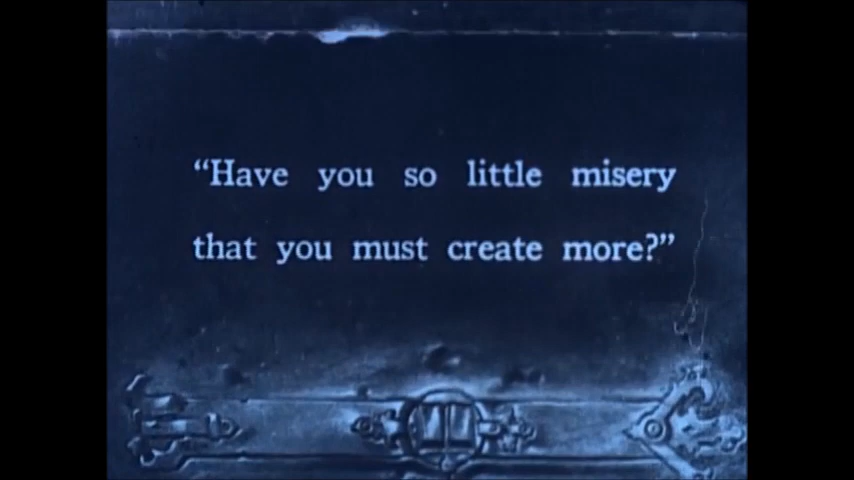 “Have you so little misery
that you must create more?”